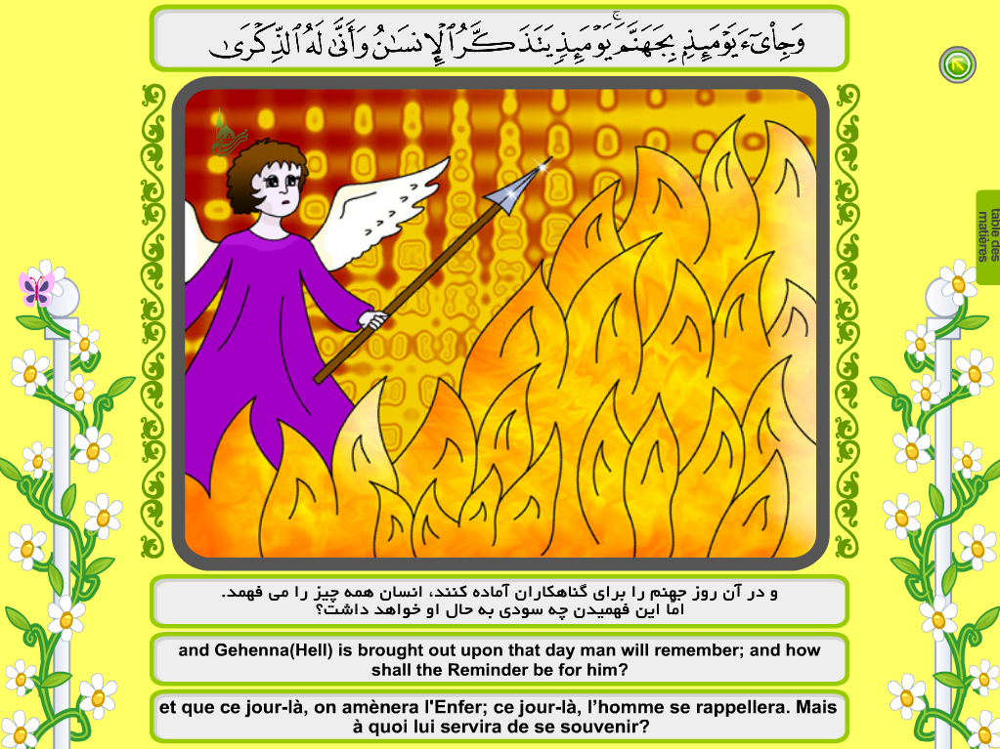 وَجِا۟ىٓءَ يَوْمَئِذِۭ بِجَهَنَّمَ ۚ يَوْمَئِذٍ يَتَذَكَّرُ ٱلْإِنسَـٰنُ وَأَنَّىٰ لَهُ ٱلذِّكْرَىٰ
table des
matières
و در آن روز جهنم را برای گناهکاران آماده کنند، انسان همه چیز را می فهمد.
اما این فهمیدن چه سودی به حال او خواهد داشت؟
and Gehenna(Hell) is brought out upon that day man will remember; and how
shall the Reminder be for him?
et que ce jour-là, on amènera l'Enfer; ce jour-là, l’homme se rappellera. Mais
à quoi lui servira de se souvenir?